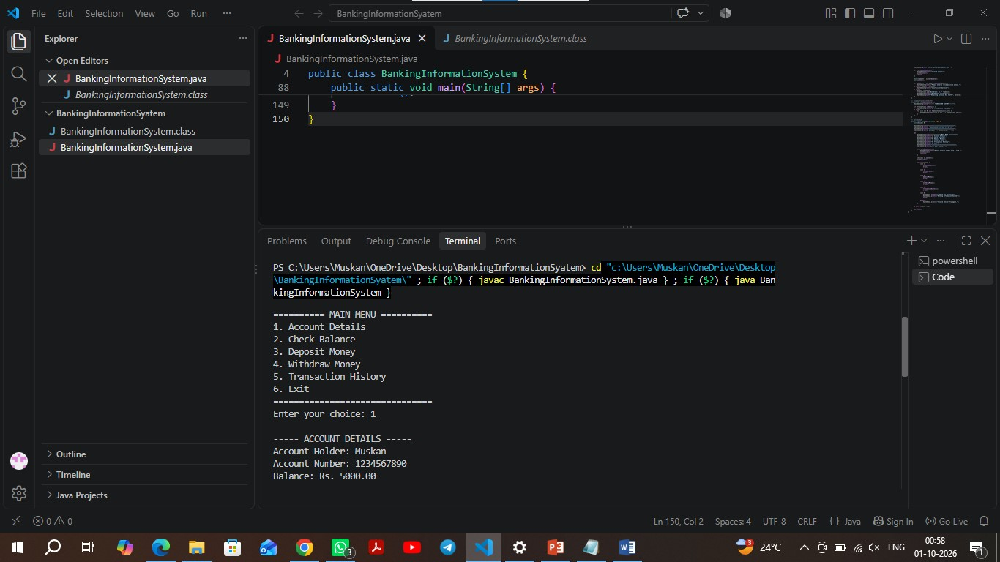 File Edit Selection View Go Run ··· BankingInformationSyatem
Explorer ···
Open Editors
BankingInformationSystem.java
BankingInformationSystem.class
BankingInformationSyatem
BankingInformationSystem.class
BankingInformationSystem.java
Outline
Timeline
Java Projects
BankingInformationSystem.java BankingInformationSystem.class
BankingInformationSystem.java
4 public class BankingInformationSystem {
88 public static void main(String[] args) {
149 }
150 }
Problems Output Debug Console Terminal Ports
powershell
Code
PS C:\Users\Muskan\OneDrive\Desktop\BankingInformationSyatem> cd "c:\Users\Muskan\OneDrive\Desktop
\BankingInformationSyatem\" ; if ($?) { javac BankingInformationSystem.java } ; if ($?) { java Ban
kingInformationSystem }
========== MAIN MENU ==========
1. Account Details
2. Check Balance
3. Deposit Money
4. Withdraw Money
5. Transaction History
6. Exit
===============================
Enter your choice: 1
----- ACCOUNT DETAILS -----
Account Holder: Muskan
Account Number: 1234567890
Balance: Rs. 5000.00
0 0 Ln 150, Col 2 Spaces: 4 UTF-8 CRLF { } Java Sign In Go Live
3 3 24°C ENG 00:58
01-10-2026 1